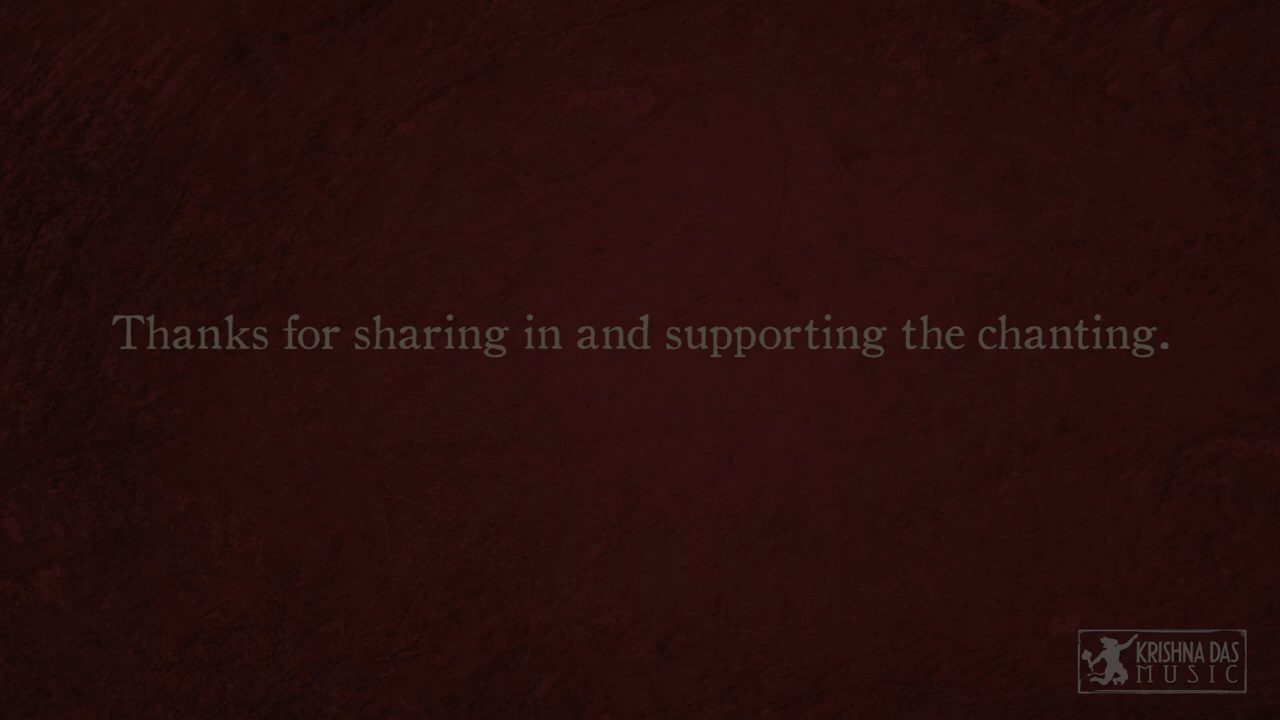 Thanks for sharing in and supporting the chanting.
KRISHNA DAS
MUSIC